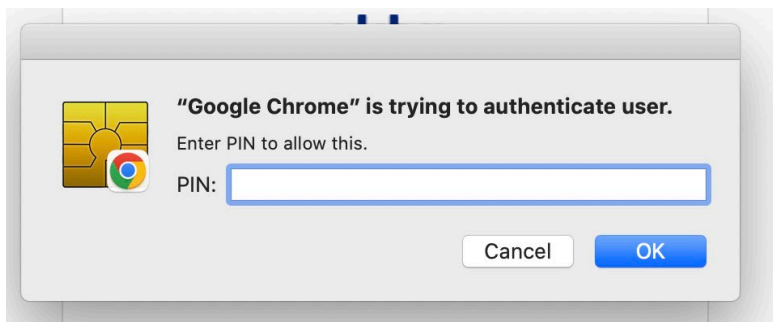 “Google Chrome” is trying to authenticate user.
Enter PIN to allow this.
PIN:
Cancel
OK